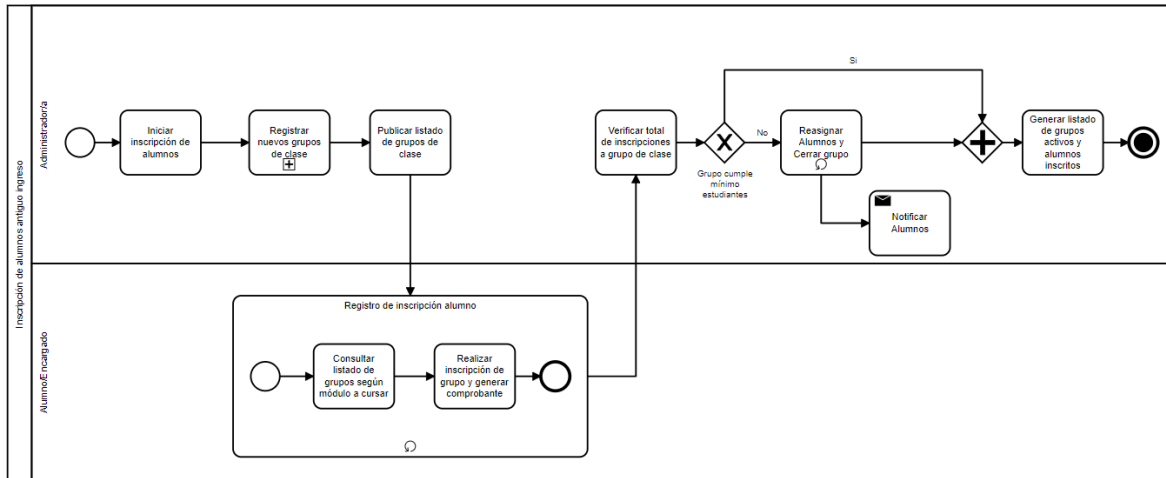 Inscripción de alumnos antiguo ingreso
Administrador/a
Iniciar
inscripción de
alumnos
Registrar
nuevos grupos
de clase
Publicar listado
de grupos de
clase
Verificar total
de inscripciones
a grupo de clase
Si
No
Grupo cumple
mínimo
estudiantes
Reasignar
Alumnos y
Cerrar grupo
Notificar
Alumnos
Generar listado
de grupos
activos y
alumnos
inscritos
Alumno/Encargado
Registro de inscripción alumno
Consultar
listado de
grupos según
módulo a cursar
Realizar
inscripción de
grupo y generar
comprobante